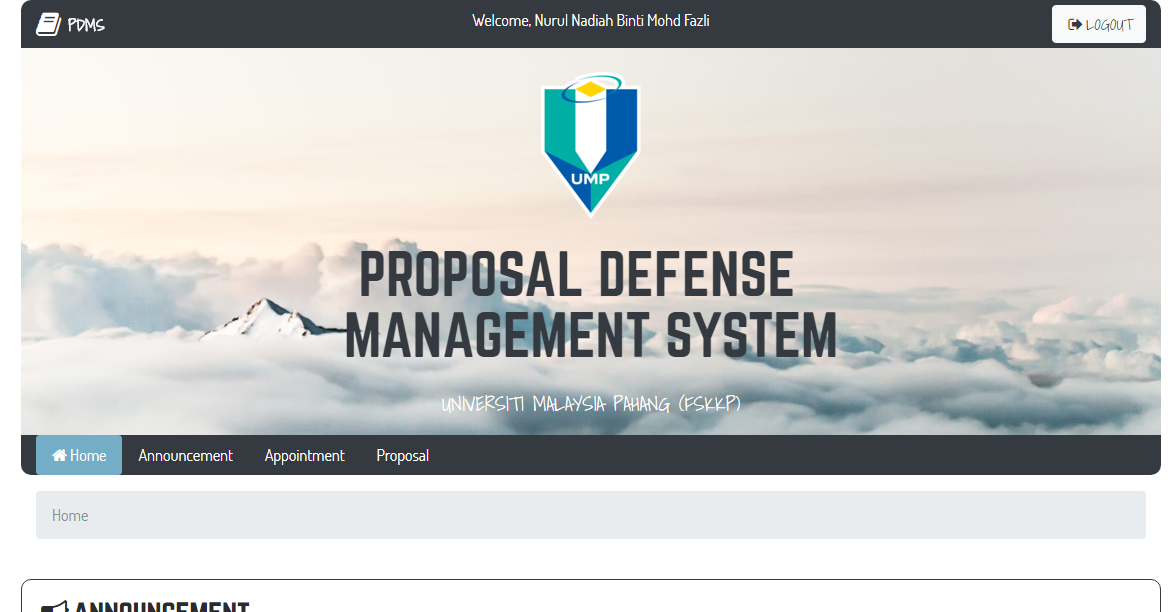 PDMS
Welcome, Nurul Nadiah Binti Mohd Fazli
LOGOUT
UMP
PROPOSAL DEFENSE
MANAGEMENT SYSTEM
UNIVERSITI MALAYSIA PAHANG (FSKKP)
Home
Announcement
Appointment
Proposal
Home
ANNOUNCEMENT